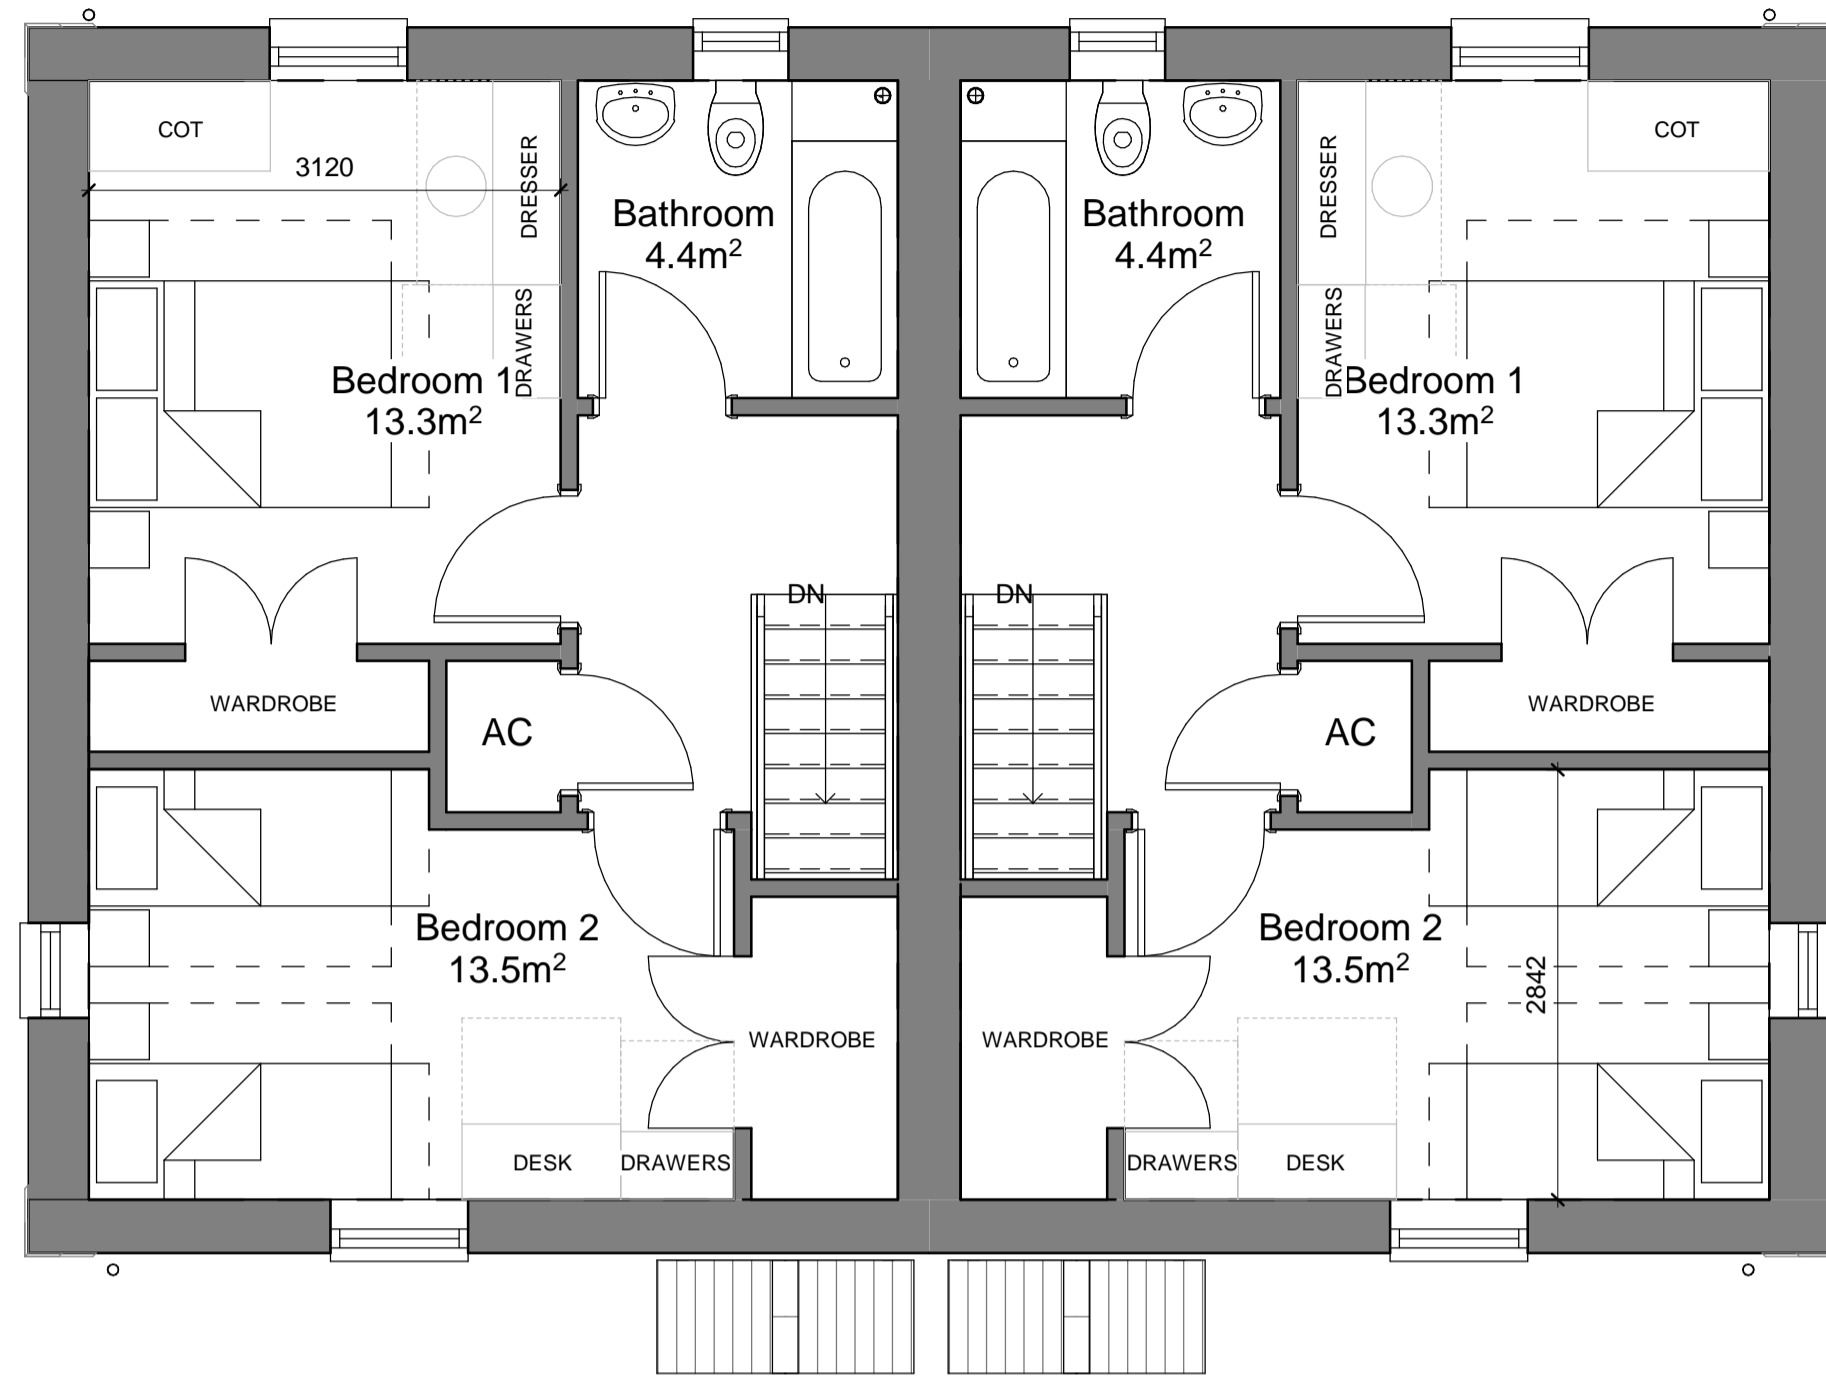 COT
COT
3120
DRESSER
DRESSER
Bathroom
4.4m²
Bathroom
4.4m²
DRAWERS
DRAWERS
Bedroom 1
13.3m²
Bedroom 1
13.3m²
DN
DN
WARDROBE
AC
AC
WARDROBE
Bedroom 2
13.5m²
Bedroom 2
13.5m²
2842
WARDROBE
WARDROBE
DESK
DRAWERS
DRAWERS
DESK